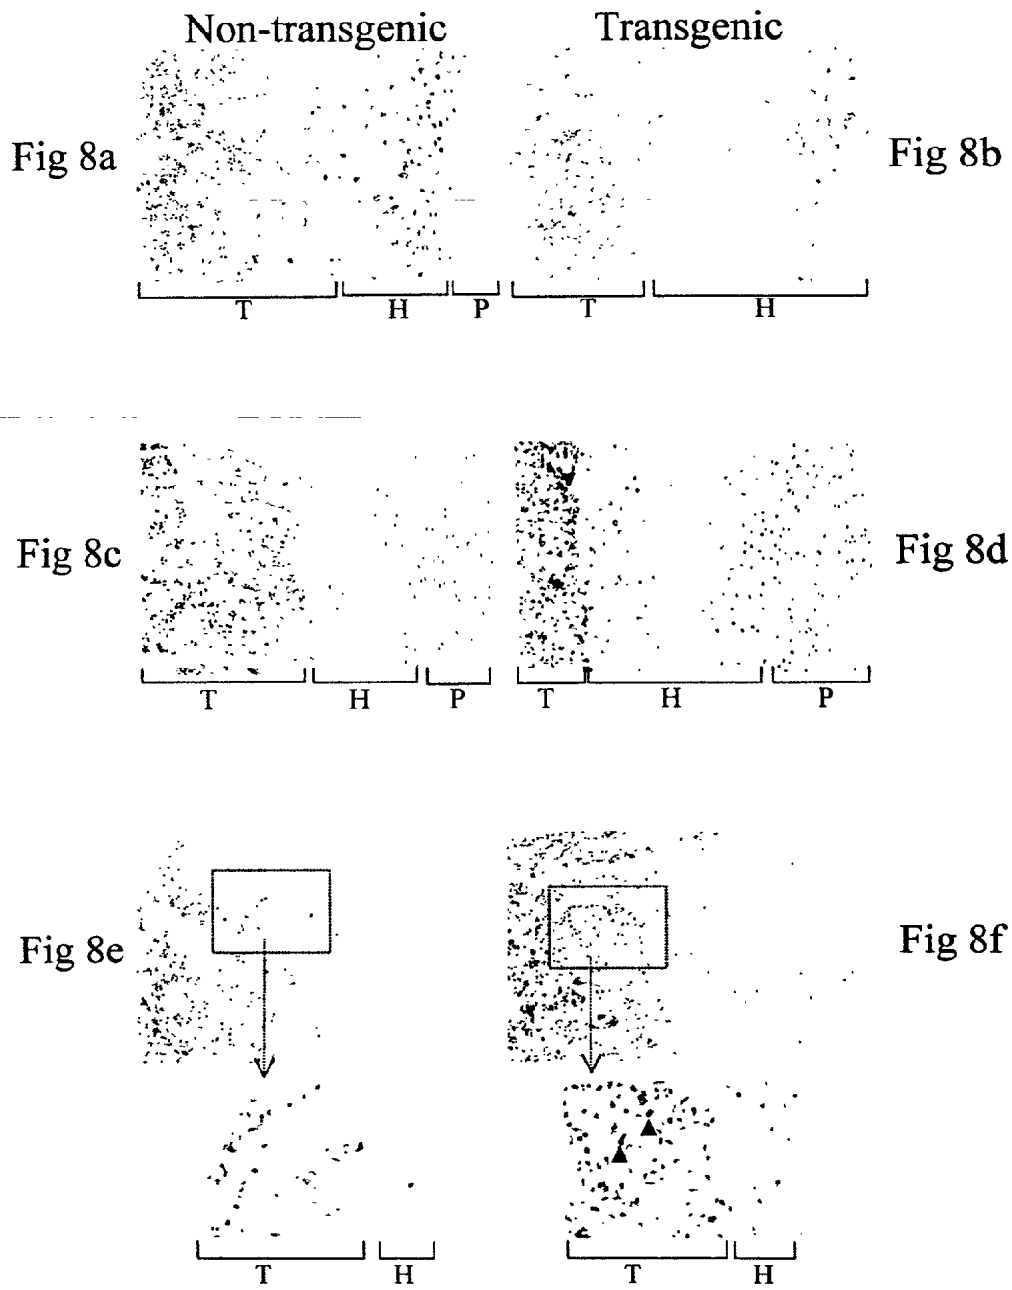 Non-transgenic Transgenic
Fig 8a Fig 8b
T H P T H
Fig 8c Fig 8d
T H P T H P
Fig 8e Fig 8f
T H T H